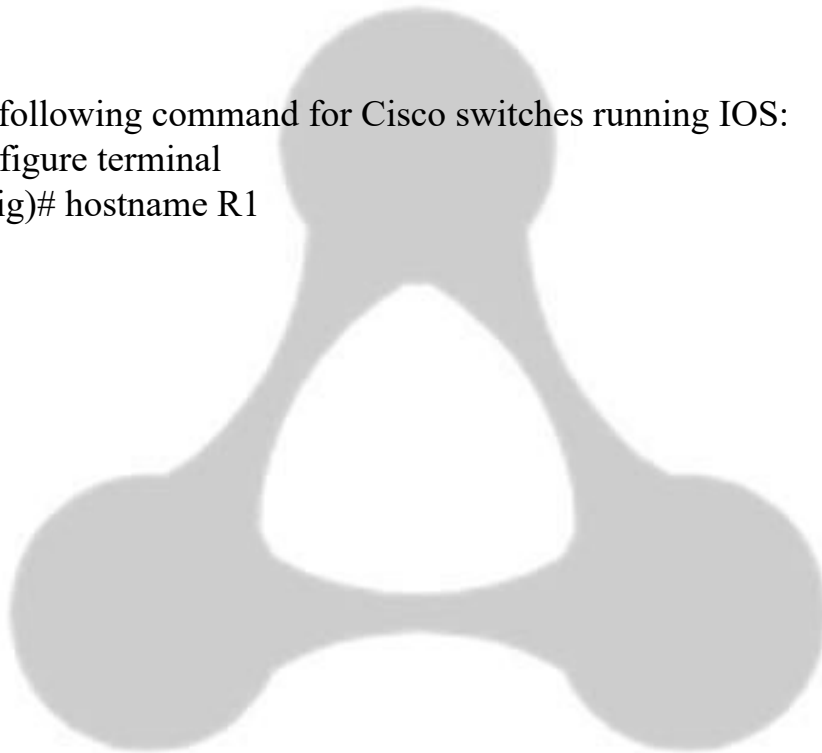 following command for Cisco switches running IOS:
figure terminal
ig)# hostname R1